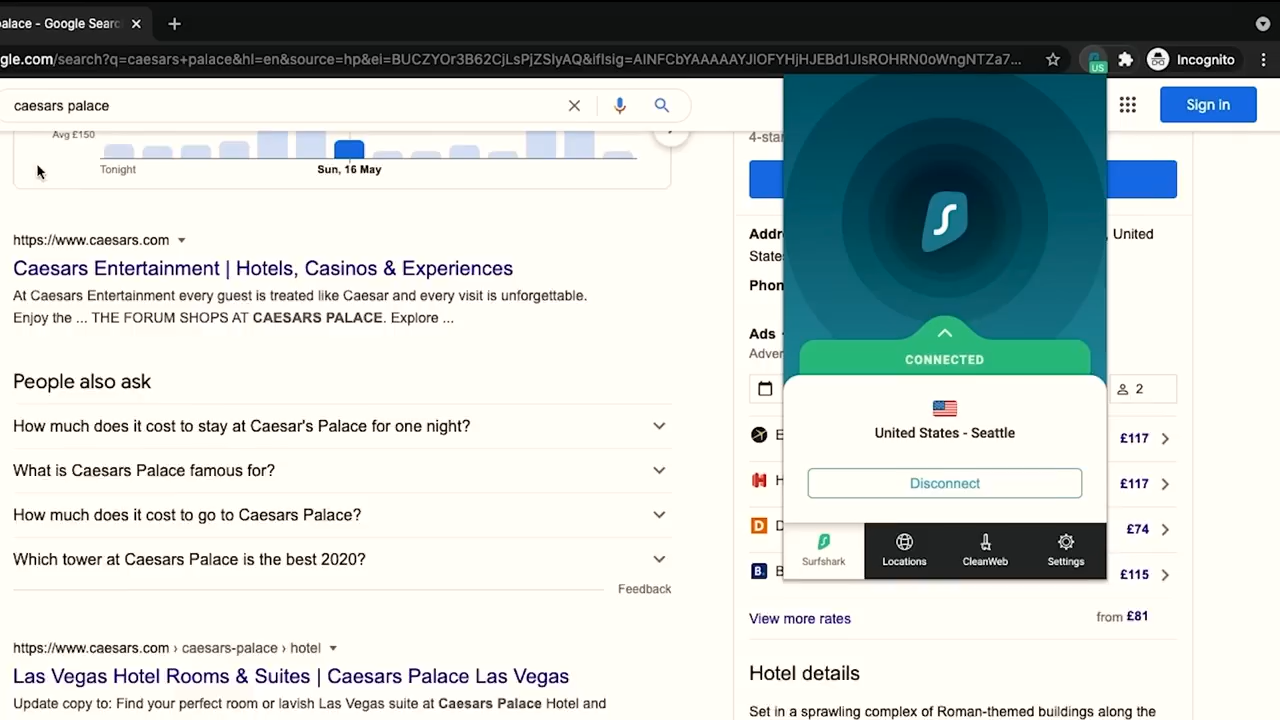 palace - Google Search
gle.com/search?q=caesars+palace&hl=en&source=hp&ei=BUCZYOr3B62CjLsPjZSIyAQ&iflsig=AINFCbYAAAAAYJlOFYHjHJEBd1JIsROHRN0oWngNTZa7...
US
Incognito
caesars palace
Sign in
Avg £150
4-star
Tonight
Sun, 16 May
https://www.caesars.com
Caesars Entertainment | Hotels, Casinos & Experiences
At Caesars Entertainment every guest is treated like Caesar and every visit is unforgettable.
Enjoy the ... THE FORUM SHOPS AT CAESARS PALACE. Explore ...
People also ask
How much does it cost to stay at Caesar's Palace for one night?
What is Caesars Palace famous for?
How much does it cost to go to Caesars Palace?
Which tower at Caesars Palace is the best 2020?
Feedback
https://www.caesars.com › caesars-palace › hotel
Las Vegas Hotel Rooms & Suites | Caesars Palace Las Vegas
Update copy to: Find your perfect room or lavish Las Vegas suite at Caesars Palace Hotel and
Addr
, United
State
Phon
Ads
Adver
2
CONNECTED
United States - Seattle
Disconnect
Surfshark
Locations
CleanWeb
Settings
E
£117
H
£117
D
D
£74
B.
B
£115
View more rates
from £81
Hotel details
Set in a sprawling complex of Roman-themed buildings along the